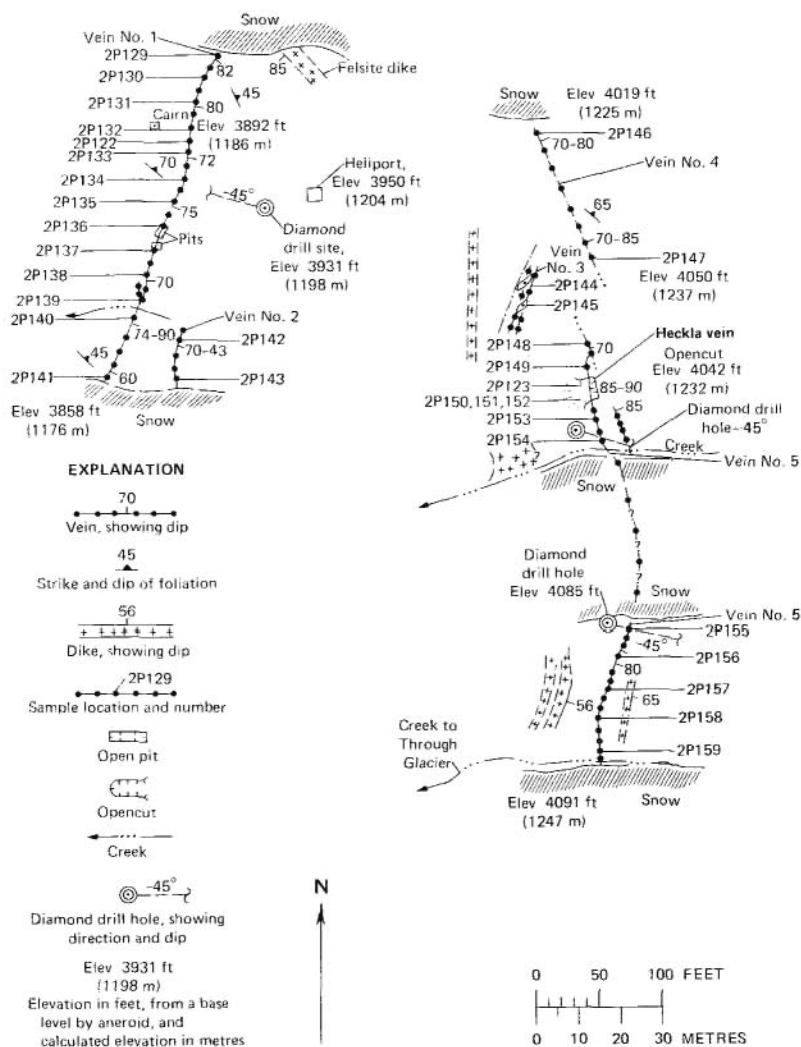 Snow
Vein No. 1
2P129
82
85
Felsite dike
2P130
45
2P131
80
Cairn
Elev 3892 ft
(1186 m)
2P132
2P122
2P133
70
72
2P134
Heliport,
Elev 3950 ft
(1204 m)
-45°
2P135
75
Diamond
drill site,
Elev 3931 ft
(1198 m)
2P136
Pits
2P137
2P138
70
2P139
Vein No. 2
2P140
74-90
2P142
70-43
45
2P141
60
2P143
Elev 3858 ft
(1176 m)
Snow
Snow
Elev 4019 ft
(1225 m)
2P146
70-80
Vein No. 4
65
70-85
2P147
Elev 4050 ft
(1237 m)
Vein
No. 3
2P144
2P145
Heckla vein
2P148
70
Opencut
Elev 4042 ft
(1232 m)
2P149
2P123
85-90
2P150,151,152
85
2P153
Diamond drill
hole-45°
2P154
Creek
Vein No. 5
Snow
?
?
?
Diamond
drill hole
Elev 4085 ft
Snow
Vein No. 5
2P155
-45°
2P156
80
2P157
56
65
2P158
Creek to
Through
Glacier
2P159
Elev 4091 ft
(1247 m)
Snow
EXPLANATION
70
Vein, showing dip
45
Strike and dip of foliation
56
Dike, showing dip
2P129
Sample location and number
Open pit
Opencut
Creek
-45°
Diamond drill hole, showing
direction and dip
Elev 3931 ft
(1198 m)
Elevation in feet, from a base
level by aneroid, and
calculated elevation in metres
N
0 50 100 FEET
0 10 20 30 METRES